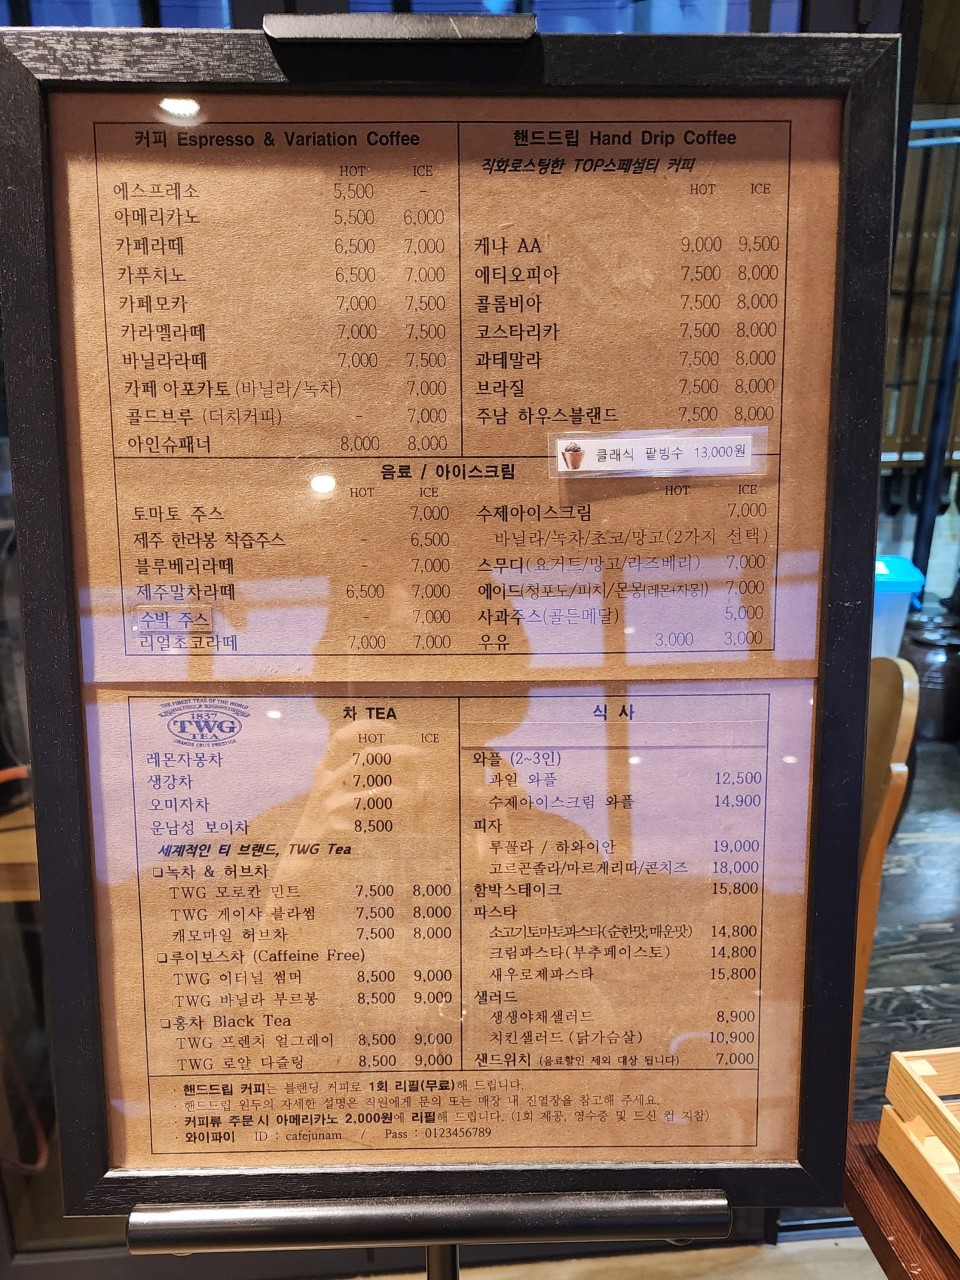 커피 Espresso & Variation Coffee
HOT ICE
에스프레소 5,500 -
아메리카노 5,500 6,000
카페라떼 6,500 7,000
카푸치노 6,500 7,000
카페모카 7,000 7,500
카라멜라떼 7,000 7,500
바닐라라떼 7,000 7,500
카페 아포카토 (바닐라/녹차) 7,000
콜드브루 (더치커피) - 7,000
아인슈패너 8,000 8,000
핸드드립 Hand Drip Coffee
직화로스팅한 TOP스페셜티 커피
HOT ICE
케냐 AA 9,000 9,500
에티오피아 7,500 8,000
콜롬비아 7,500 8,000
코스타리카 7,500 8,000
과테말라 7,500 8,000
브라질 7,500 8,000
주남 하우스블랜드 7,500 8,000
클래식 팥빙수 13,000원
음료 / 아이스크림
HOT ICE
토마토 주스 7,000
제주 한라봉 착즙주스 - 6,500
블루베리라떼 - 7,000
제주말차라떼 6,500 7,000
수박 주스 - 7,000
리얼초코라떼 7,000 7,000
HOT ICE
수제아이스크림 7,000
바닐라/녹차/초코/망고(2가지 선택)
스무디(요거트/망고/라즈베리) 7,000
에이드(청포도/피치/몬몽[레몬+자몽]) 7,000
사과주스(골든메달) 5,000
우유 3,000 3,000
THE FINEST TEAS OF THE WORLD
1837
TWG
TEA
GRANDS CRUS PRESTIGE
차 TEA
HOT ICE
레몬자몽차 7,000
생강차 7,000
오미자차 7,000
운남성 보이차 8,500
세계적인 티 브랜드, TWG Tea
□녹차 & 허브차
TWG 모로칸 민트 7,500 8,000
TWG 게이샤 블라썸 7,500 8,000
캐모마일 허브차 7,500 8,000
□루이보스차 (Caffeine Free)
TWG 이터널 썸머 8,500 9,000
TWG 바닐라 부르봉 8,500 9,000
□홍차 Black Tea
TWG 프렌치 얼그레이 8,500 9,000
TWG 로얄 다즐링 8,500 9,000
식 사
와플 (2~3인)
과일 와플 12,500
수제아이스크림 와플 14,900
피자
루꼴라 / 하와이안 19,000
고르곤졸라/마르게리따/콘치즈 18,000
함박스테이크 15,800
파스타
소고기토마토파스타(순한맛,매운맛) 14,800
크림파스타(부추페이스토) 14,800
새우로제파스타 15,800
샐러드
생생야채샐러드 8,900
치킨샐러드 (닭가슴살) 10,900
샌드위치 (음료할인 제외 대상 됩니다) 7,000
· 핸드드립 커피는 블랜딩 커피로 1회 리필(무료)해 드립니다.
· 핸드드립 원두의 자세한 설명은 직원에게 문의 또는 매장 내 진열장을 참고해 주세요.
· 커피류 주문 시 아메리카노 2,000원에 리필해 드립니다. (1회 제공, 영수증 및 드신 컵 지참)
· 와이파이 ID : cafejunam / Pass : 0123456789